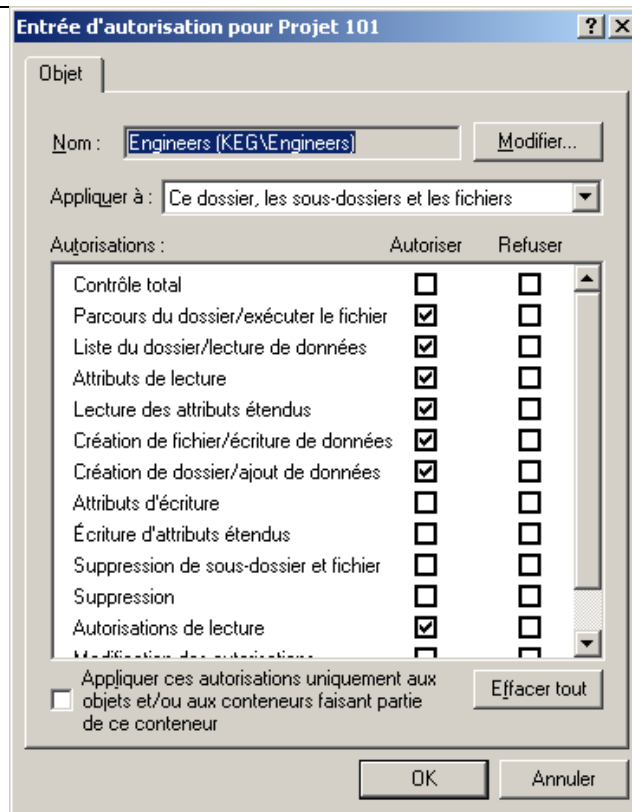 Entrée d'autorisation pour Projet 101
Objet
Nom : Engineers (KEG\Engineers) Modifier...
Appliquer à : Ce dossier, les sous-dossiers et les fichiers
Autorisations : Autoriser Refuser
Contrôle total
Parcours du dossier/exécuter le fichier
Liste du dossier/lecture de données
Attributs de lecture
Lecture des attributs étendus
Création de fichier/écriture de données
Création de dossier/ajout de données
Attributs d'écriture
Écriture d'attributs étendus
Suppression de sous-dossier et fichier
Suppression
Autorisations de lecture
Modification des autorisations
Appliquer ces autorisations uniquement aux
objets et/ou aux conteneurs faisant partie
de ce conteneur
Effacer tout
OK Annuler